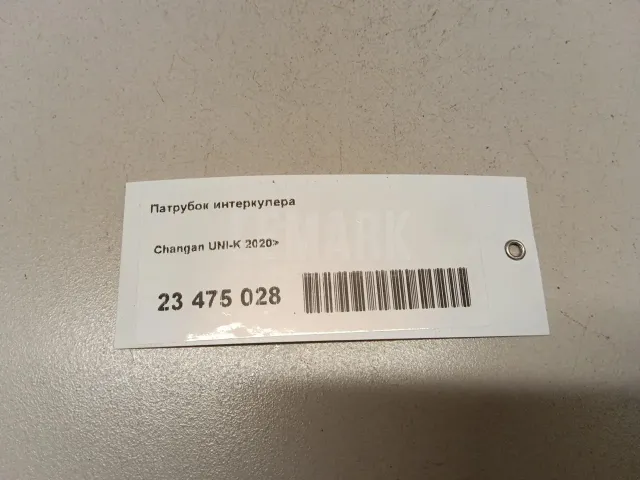 Патрубок интеркулера
Changan UNI-K 2020>
23 475 028